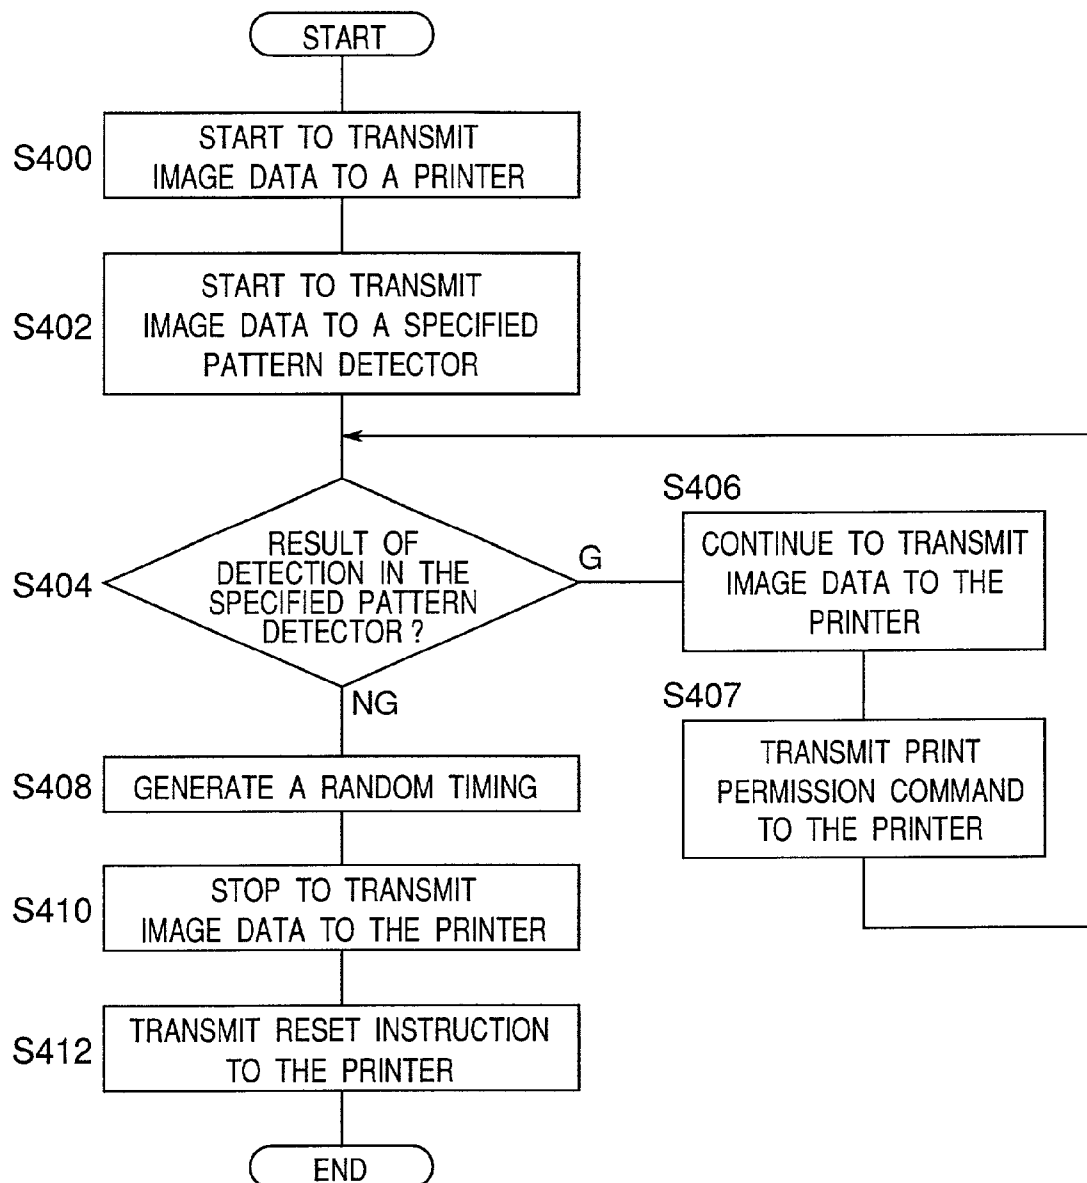 START
S400
START TO TRANSMIT
IMAGE DATA TO A PRINTER
S402
START TO TRANSMIT
IMAGE DATA TO A SPECIFIED
PATTERN DETECTOR
S404
RESULT OF
DETECTION IN THE
SPECIFIED PATTERN
DETECTOR ?
G
S406
CONTINUE TO TRANSMIT
IMAGE DATA TO THE
PRINTER
S407
TRANSMIT PRINT
PERMISSION COMMAND
TO THE PRINTER
NG
S408
GENERATE A RANDOM TIMING
S410
STOP TO TRANSMIT
IMAGE DATA TO THE PRINTER
S412
TRANSMIT RESET INSTRUCTION
TO THE PRINTER
END